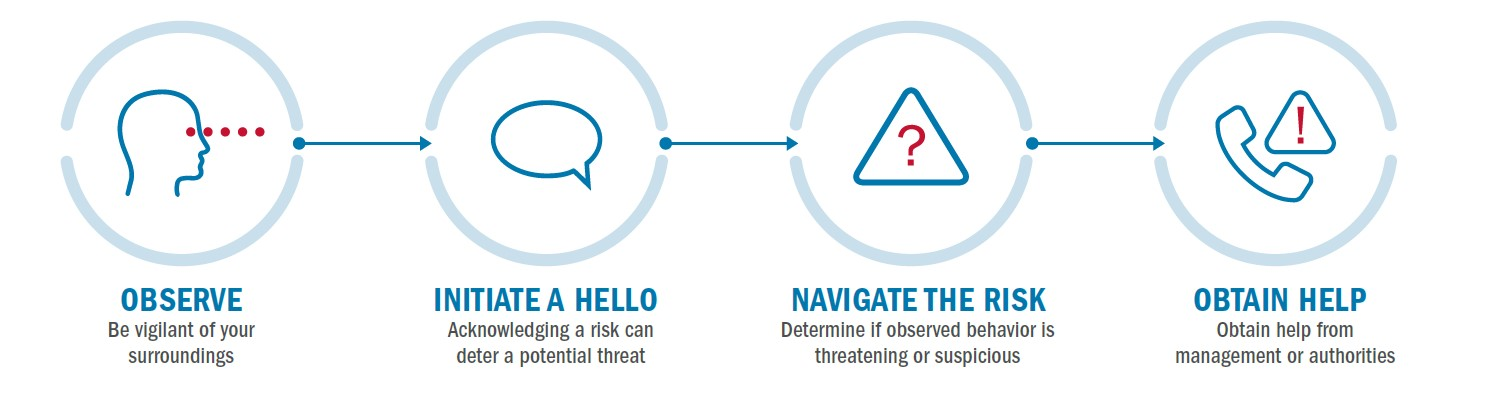 ?
!
OBSERVE
Be vigilant of your
surroundings
INITIATE A HELLO
Acknowledging a risk can
deter a potential threat
NAVIGATE THE RISK
Determine if observed behavior is
threatening or suspicious
OBTAIN HELP
Obtain help from
management or authorities